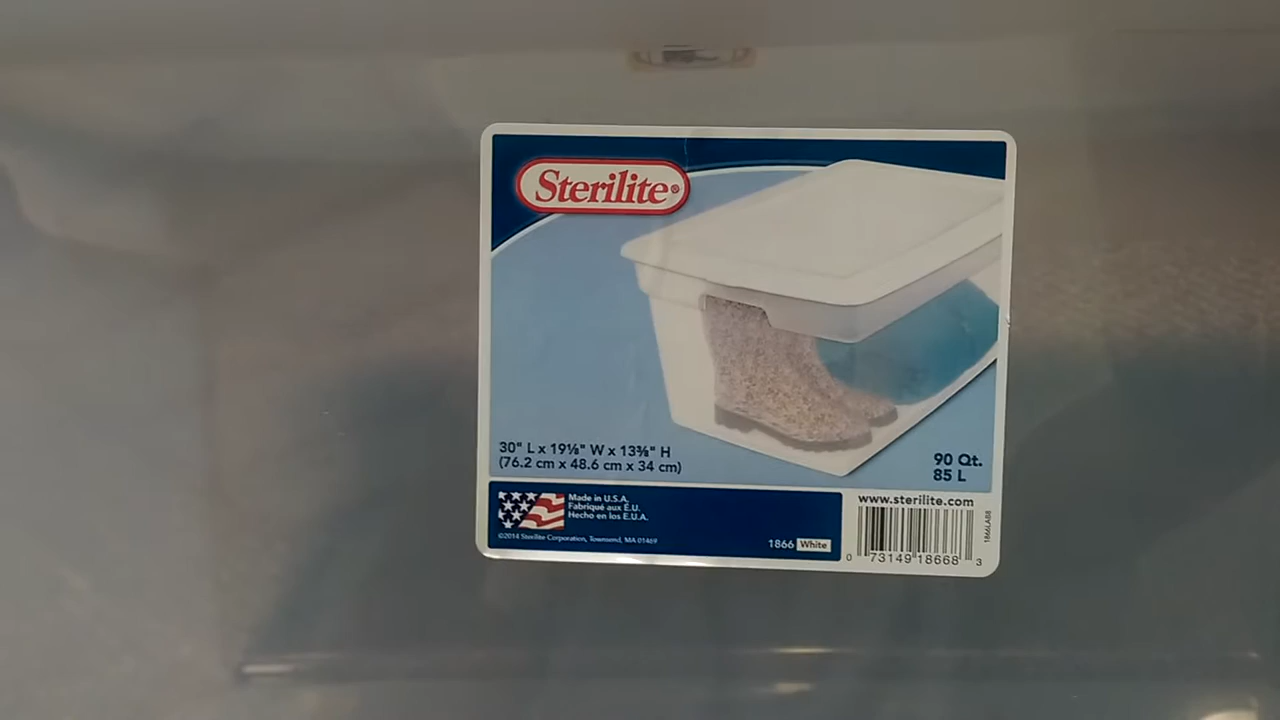 Sterilite®
30" L x 19⅛" W x 13⅜" H
(76.2 cm x 48.6 cm x 34 cm)
90 Qt.
85 L
Made in U.S.A.
Fabriqué aux É.U.
Hecho en los E.U.A.
©2014 Sterilite Corporation, Townsend, MA 01469
1866 White
www.sterilite.com
0 73149 18668 3
1866LAB8